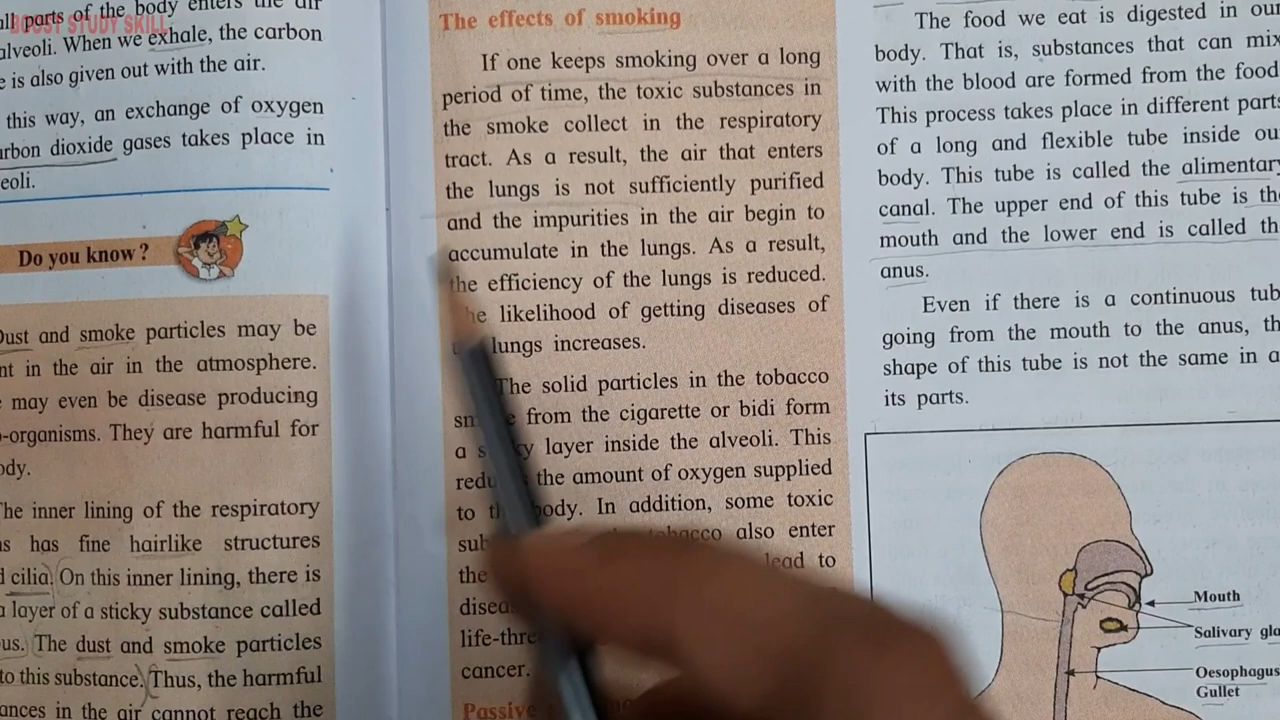 BOOST STUDY SKILL
all parts of the body enters the air
alveoli. When we exhale, the carbon
is also given out with the air.
this way, an exchange of oxygen
dioxide gases takes place in
Do you know?
Dust and smoke particles may be
in the air in the atmosphere.
may even be disease producing
They are harmful for
The inner lining of the respiratory
has fine hairlike structures
cilia. On this inner lining, there is
a layer of a sticky substance called
The dust and smoke particles
to this substance. Thus, the harmful
in the air cannot reach the
The effects of smoking
If one keeps smoking over a long
period of time, the toxic substances in
the smoke collect in the respiratory
tract. As a result, the air that enters
the lungs is not sufficiently purified
and the impurities in the air begin to
accumulate in the lungs. As a result,
the efficiency of the lungs is reduced.
likelihood of getting diseases of
lungs increases.
The solid particles in the tobacco
from the cigarette or bidi form
a layer inside the alveoli. This
the amount of oxygen supplied
to body. In addition, some toxic
tobacco also enter
the lead to
cancer.
Passive
The food we eat is digested in our
body. That is, substances that can mix
with the blood are formed from the food.
This process takes place in different parts
of a long and flexible tube inside our
body. This tube is called the alimentary
canal. The upper end of this tube is the
mouth and the lower end is called the
anus.
Even if there is a continuous
going from the mouth to the anus, the
shape of this tube is not the same in
its parts.
Mouth
Salivary
Oesophagus
Gullet